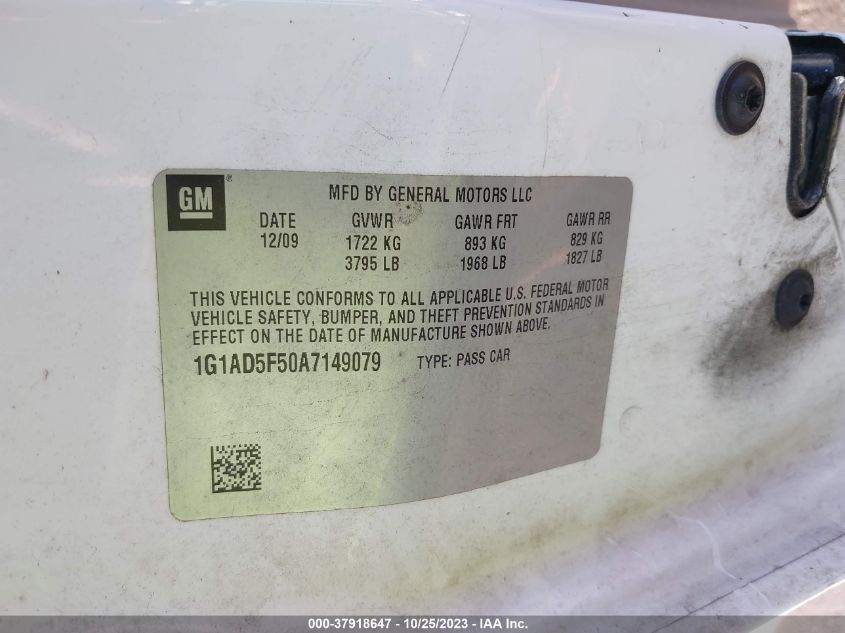 GM®
MFD BY GENERAL MOTORS LLC
DATE GVWR GAWR FRT GAWR RR
12/09 1722 KG 893 KG 829 KG
3795 LB 1968 LB 1827 LB
THIS VEHICLE CONFORMS TO ALL APPLICABLE U.S. FEDERAL MOTOR
VEHICLE SAFETY, BUMPER, AND THEFT PREVENTION STANDARDS IN
EFFECT ON THE DATE OF MANUFACTURE SHOWN ABOVE.
1G1AD5F50A7149079 TYPE: PASS CAR
000-37918647 - 10/25/2023 - IAA Inc.